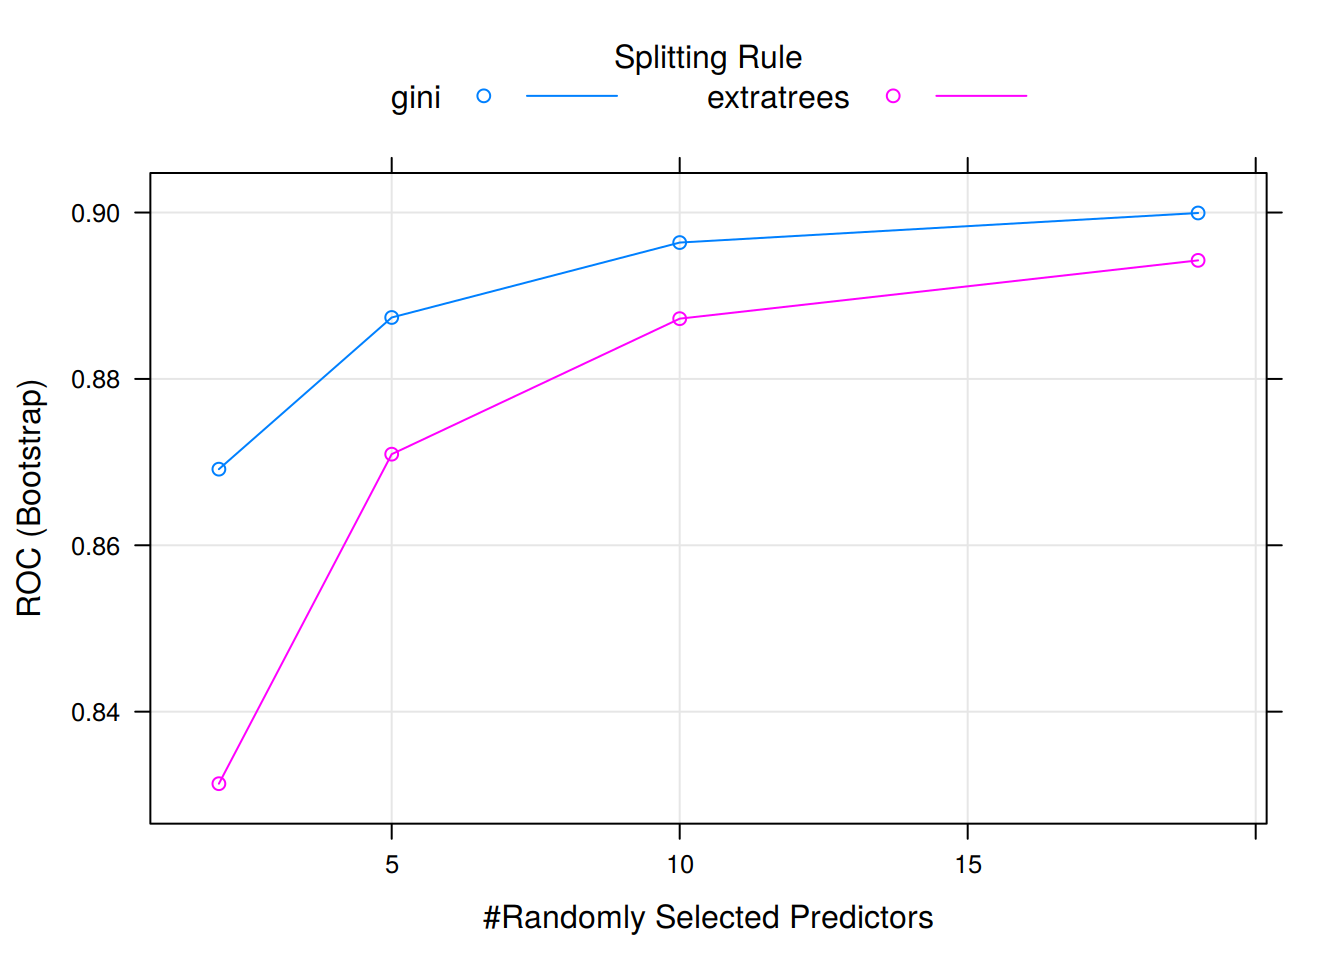 Splitting Rule
gini extratrees
0.90
0.88
0.86
0.84
ROC (Bootstrap)
5 10 15
#Randomly Selected Predictors